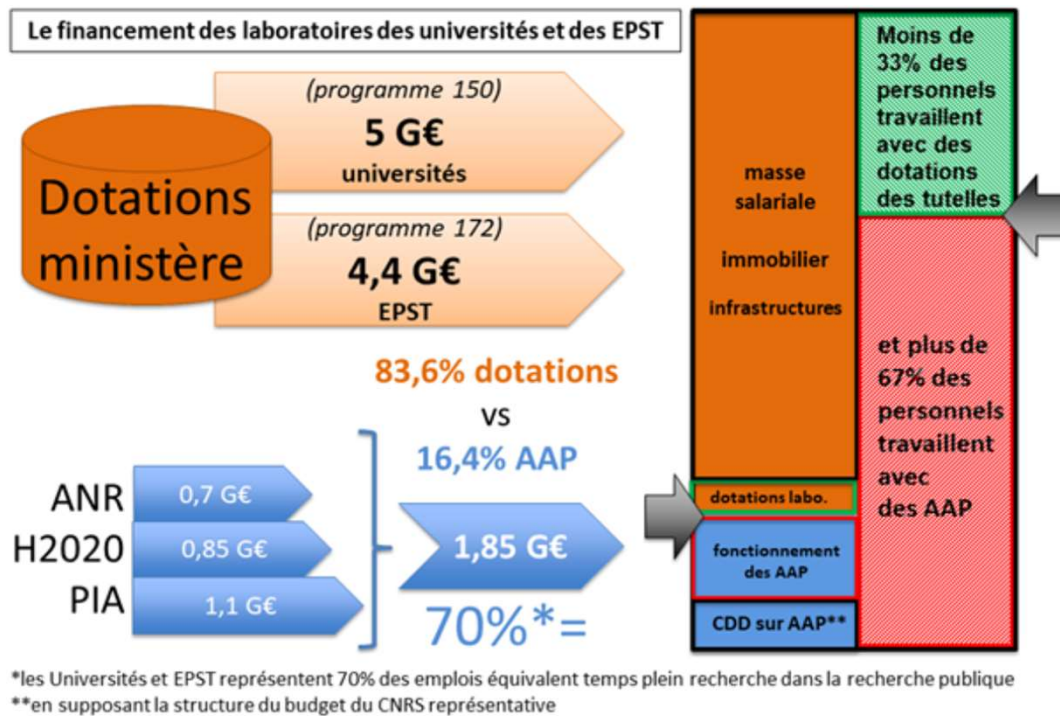 Le financement des laboratoires des universités et des EPST
Dotations
ministère
(programme 150)
5 G€
universités
(programme 172)
4,4 G€
EPST
83,6% dotations
vs
16,4% AAP
ANR
0,7 G€
H2020
0,85 G€
PIA
1,1 G€
1,85 G€
70%*=
masse
salariale
immobilier
infrastructures
dotations labo.
fonctionnement
des AAP
CDD sur AAP**
Moins de
33% des
personnels
travaillent
avec des
dotations
des tutelles
et plus de
67% des
personnels
travaillent
avec
des AAP
*les Universités et EPST représentent 70% des emplois équivalent temps plein recherche dans la recherche publique
**en supposant la structure du budget du CNRS représentative